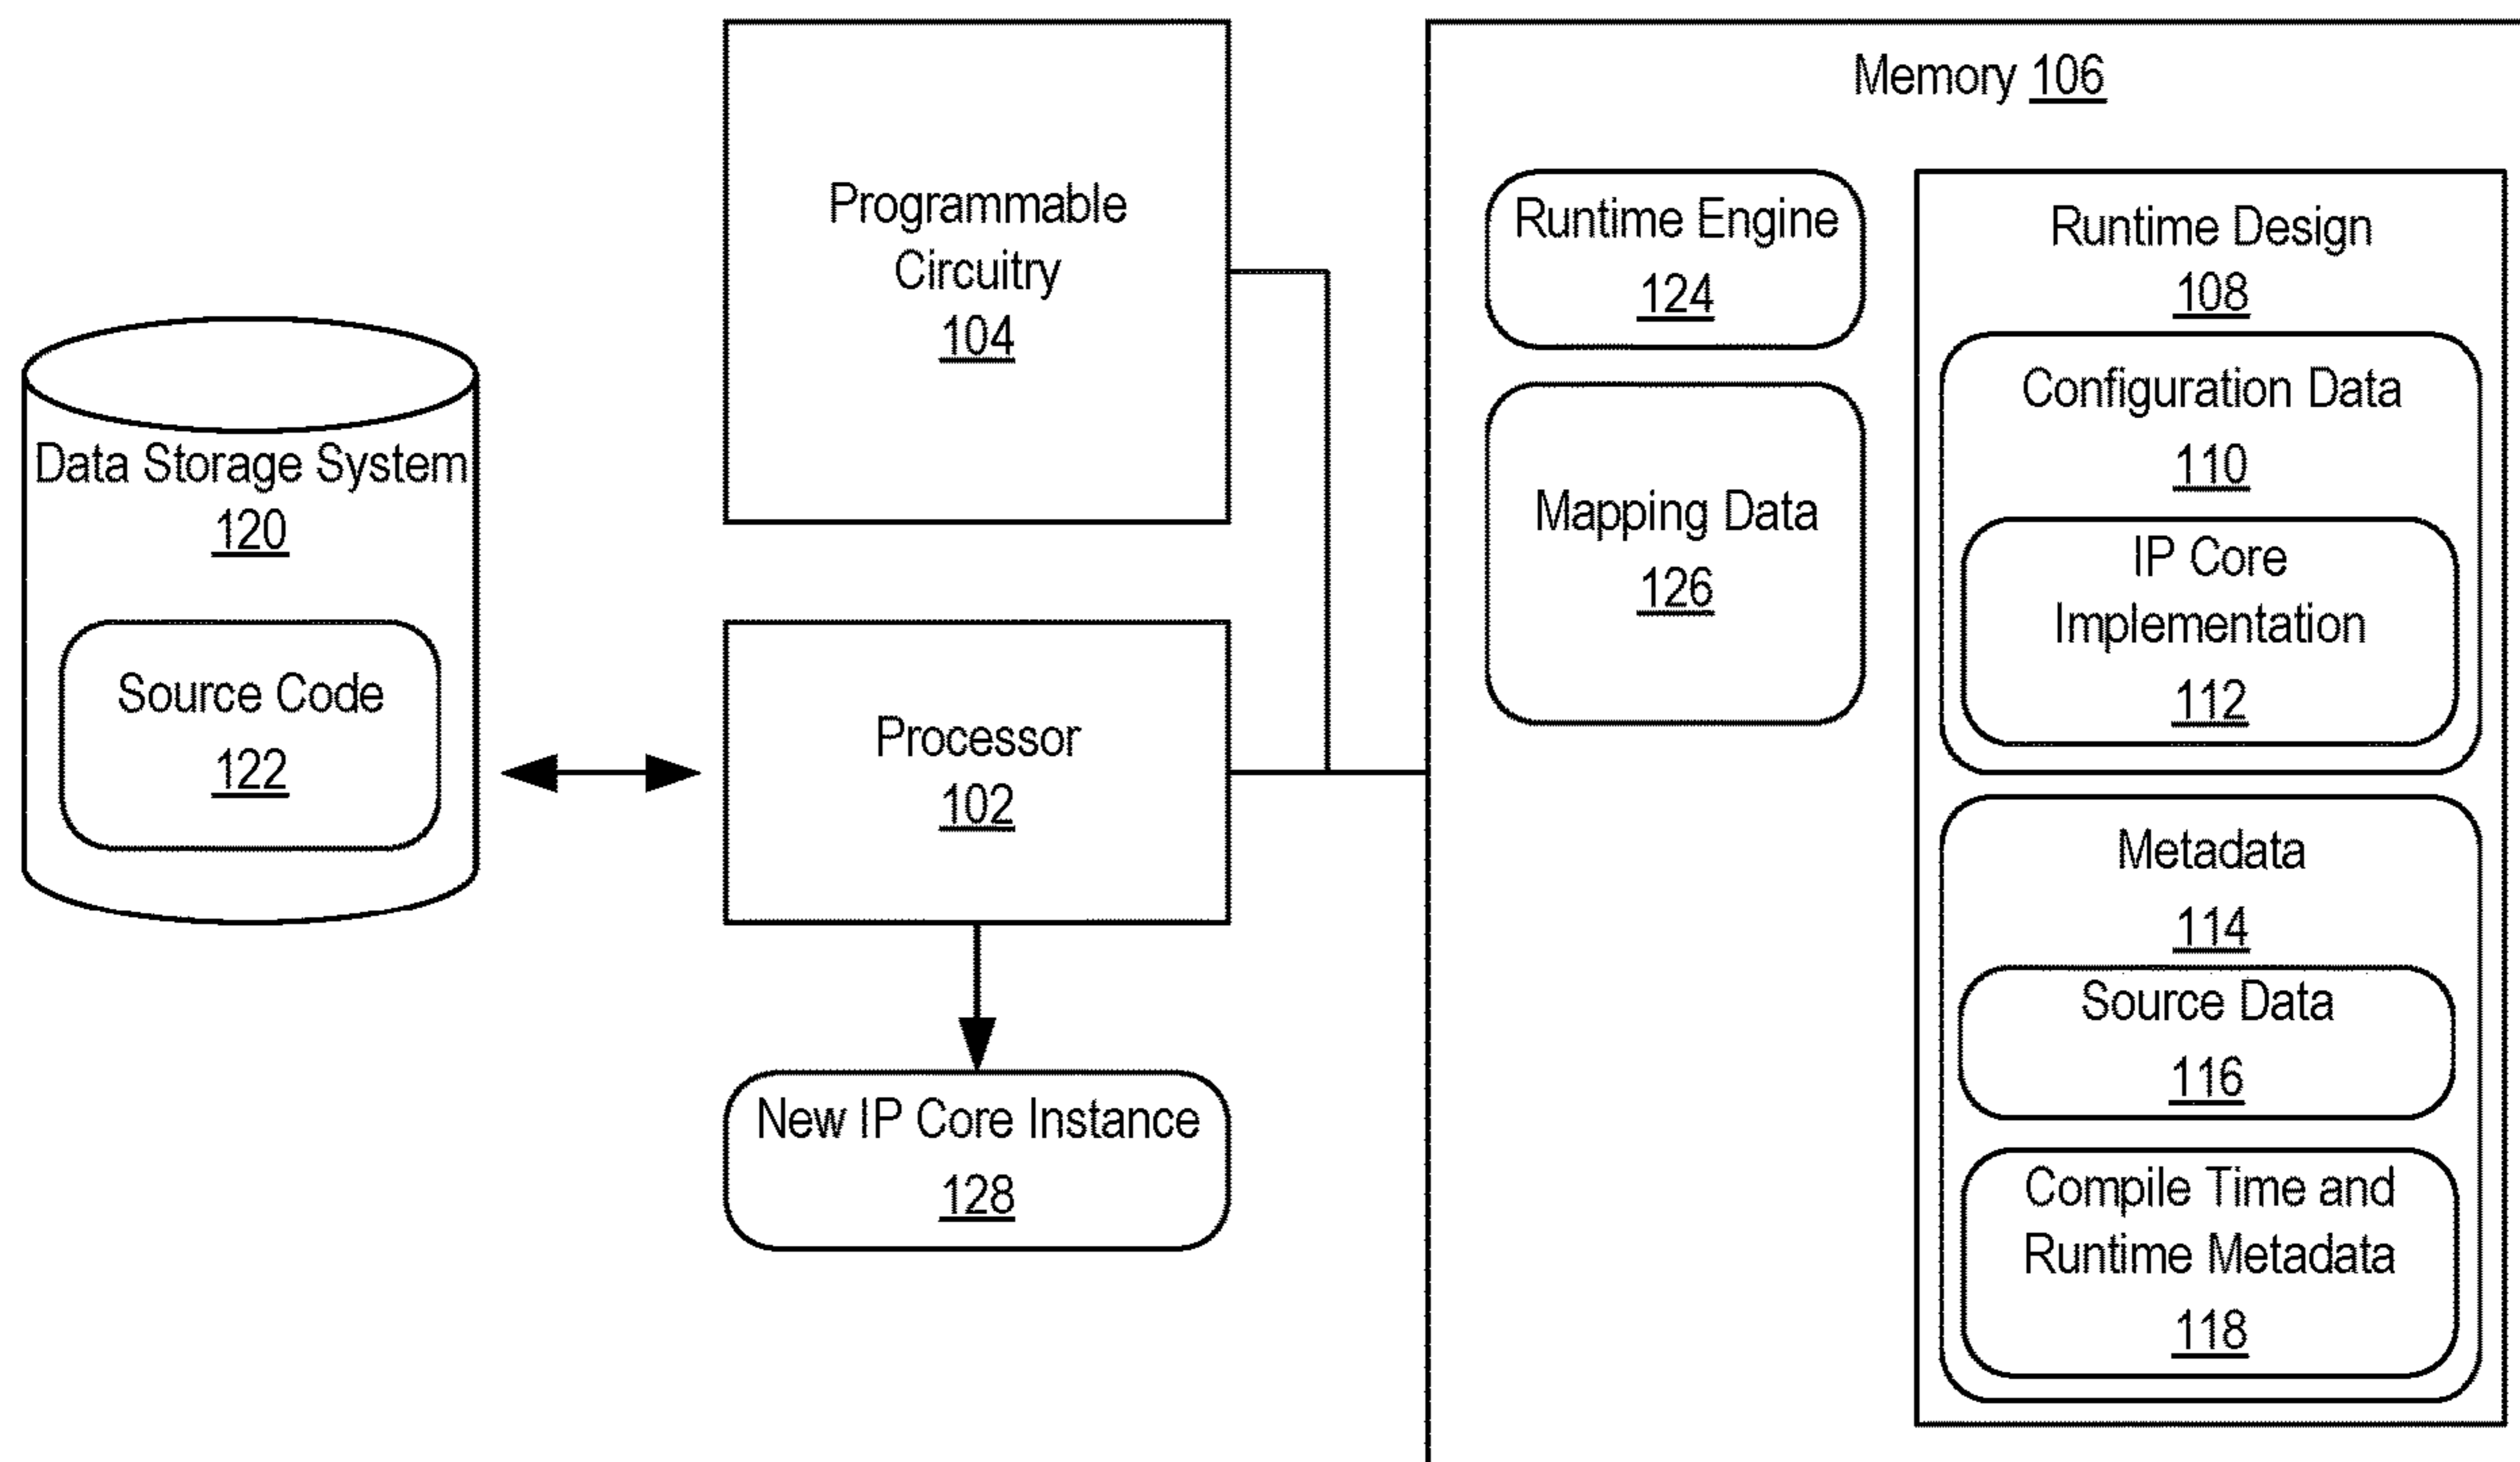 Programmable
Circuitry
104
Data Storage System
120
Source Code
122
Processor
102
New IP Core Instance
128
Memory 106
Runtime Engine
124
Mapping Data
126
Runtime Design
108
Configuration Data
110
IP Core
Implementation
112
Metadata
114
Source Data
116
Compile Time and
Runtime Metadata
118